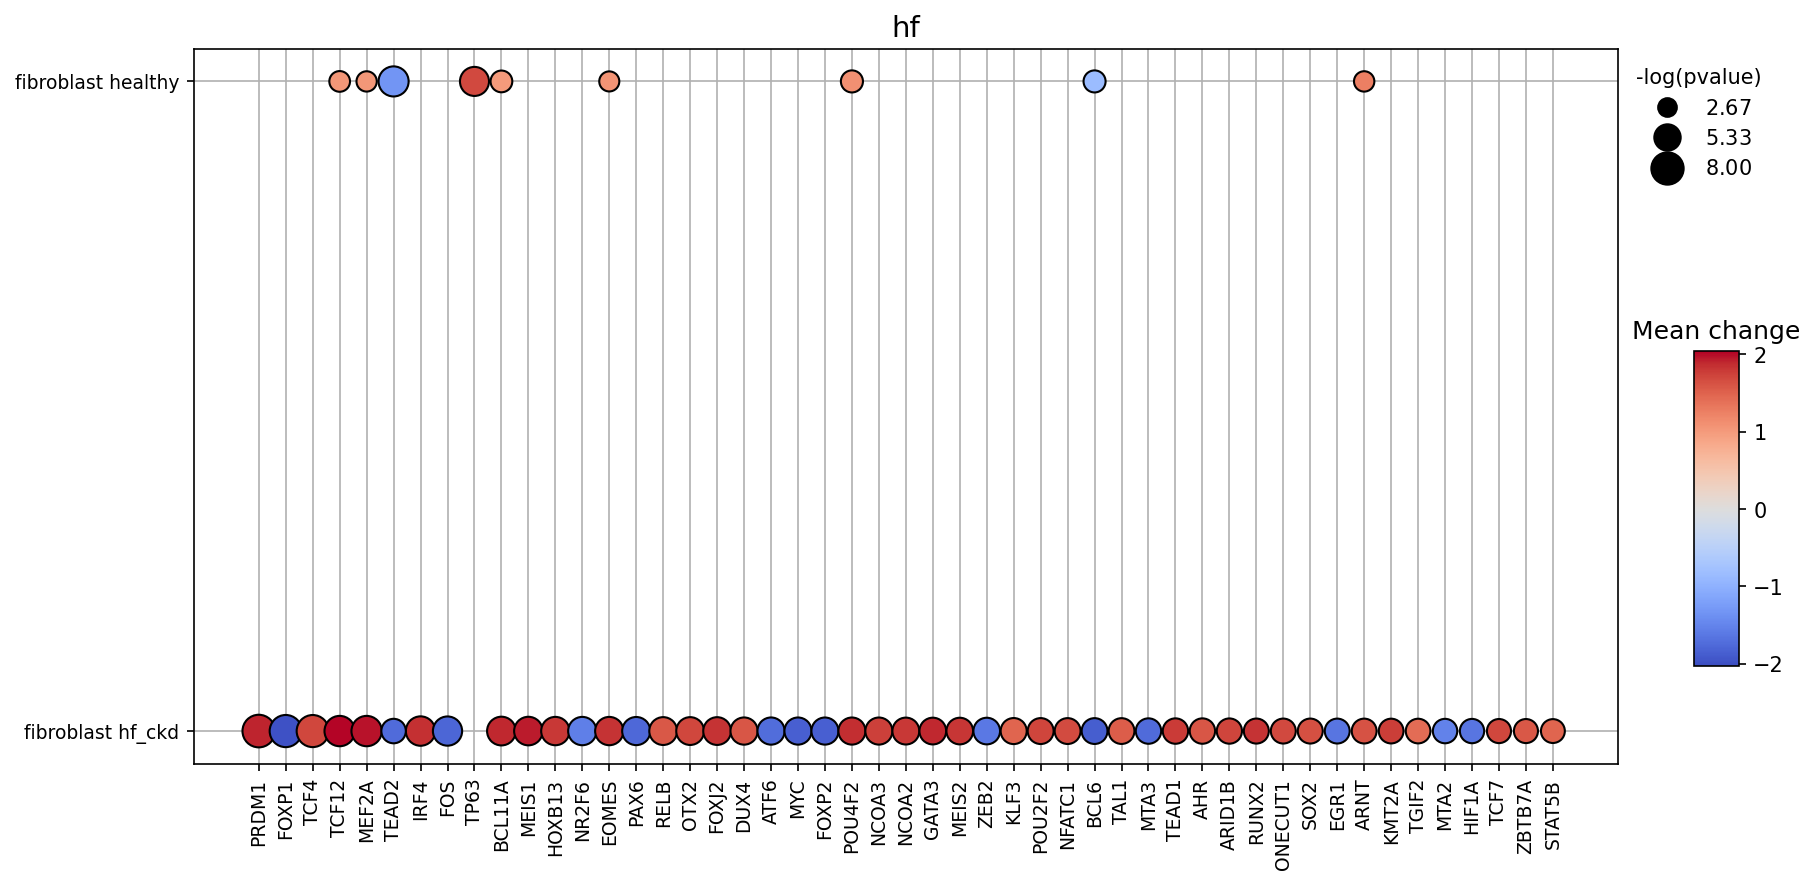 hf
fibroblast healthy
fibroblast hf_ckd
PRDM1
FOXP1
TCF4
TCF12
MEF2A
TEAD2
IRF4
FOS
TP63
BCL11A
MEIS1
HOXB13
NR2F6
EOMES
PAX6
RELB
OTX2
FOXJ2
DUX4
ATF6
MYC
FOXP2
POU4F2
NCOA3
NCOA2
GATA3
MEIS2
ZEB2
KLF3
POU2F2
NFATC1
BCL6
TAL1
MTA3
TEAD1
AHR
ARID1B
RUNX2
ONECUT1
SOX2
EGR1
ARNT
KMT2A
TGIF2
MTA2
HIF1A
TCF7
ZBTB7A
STAT5B
-log(pvalue)
2.67
5.33
8.00
Mean change
2
1
0
−1
−2